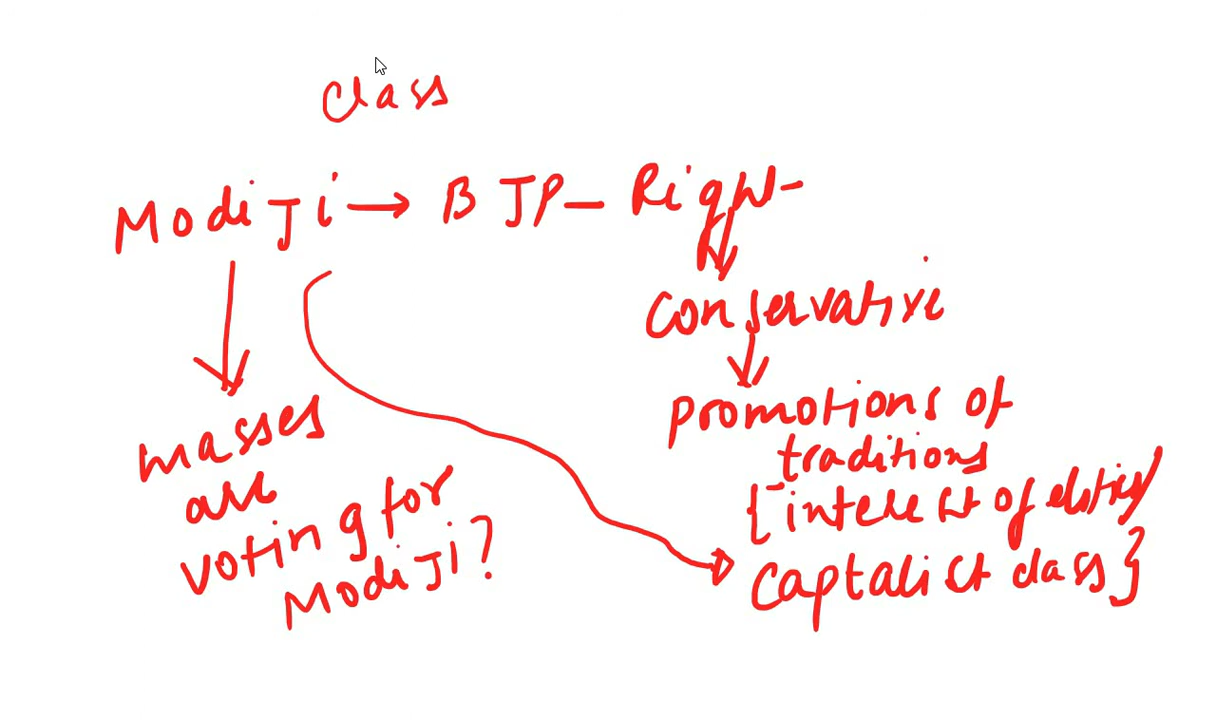 Class
Modi Ji → BJP - Right -
conservative
promotions of
traditions
{interest of
captalist class}
masses
are
voting for
Modi Ji?